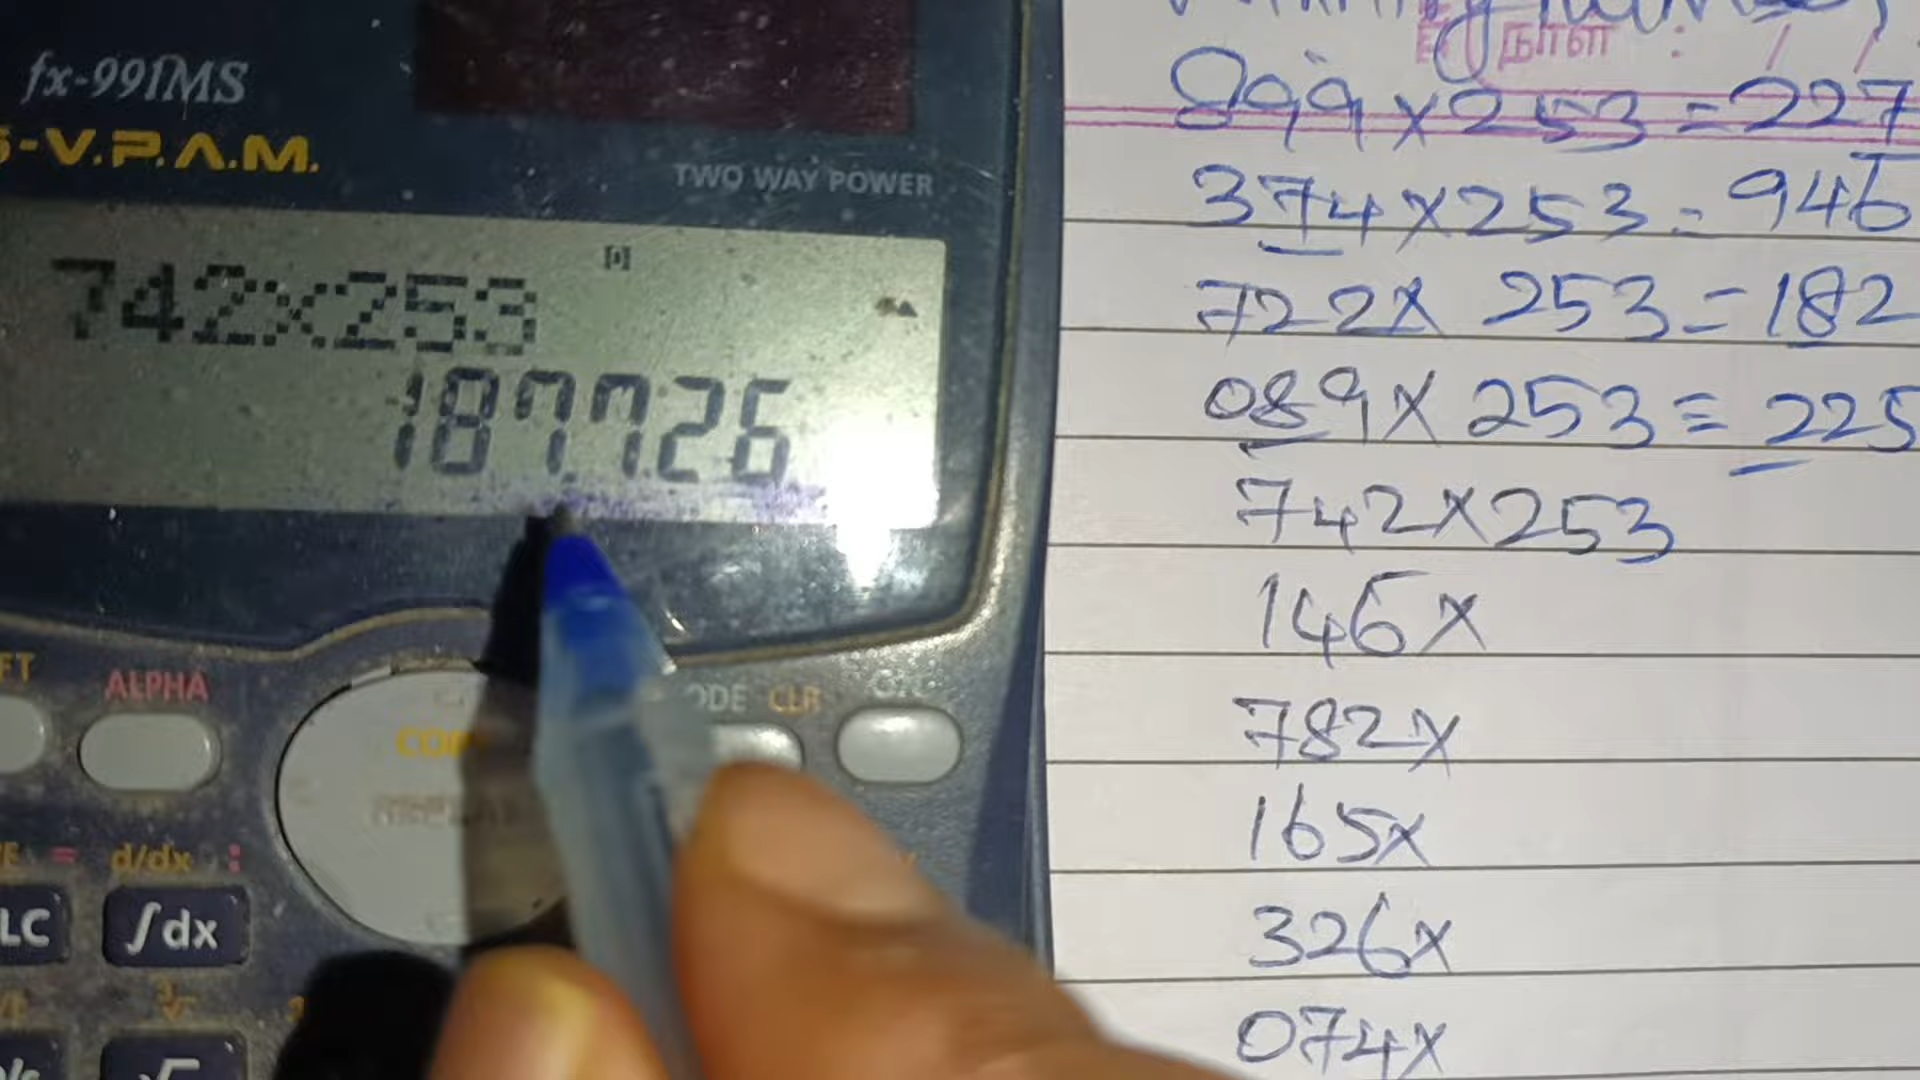 fx-991MS
S-V.P.A.M.
TWO WAY POWER
742x253
187726
ALPHA
CLR
d/dx :
∫dx
899x253=227
374x253=946
722x 253=182
089x 253=225
742x253
146x
782x
165x
326x
074x